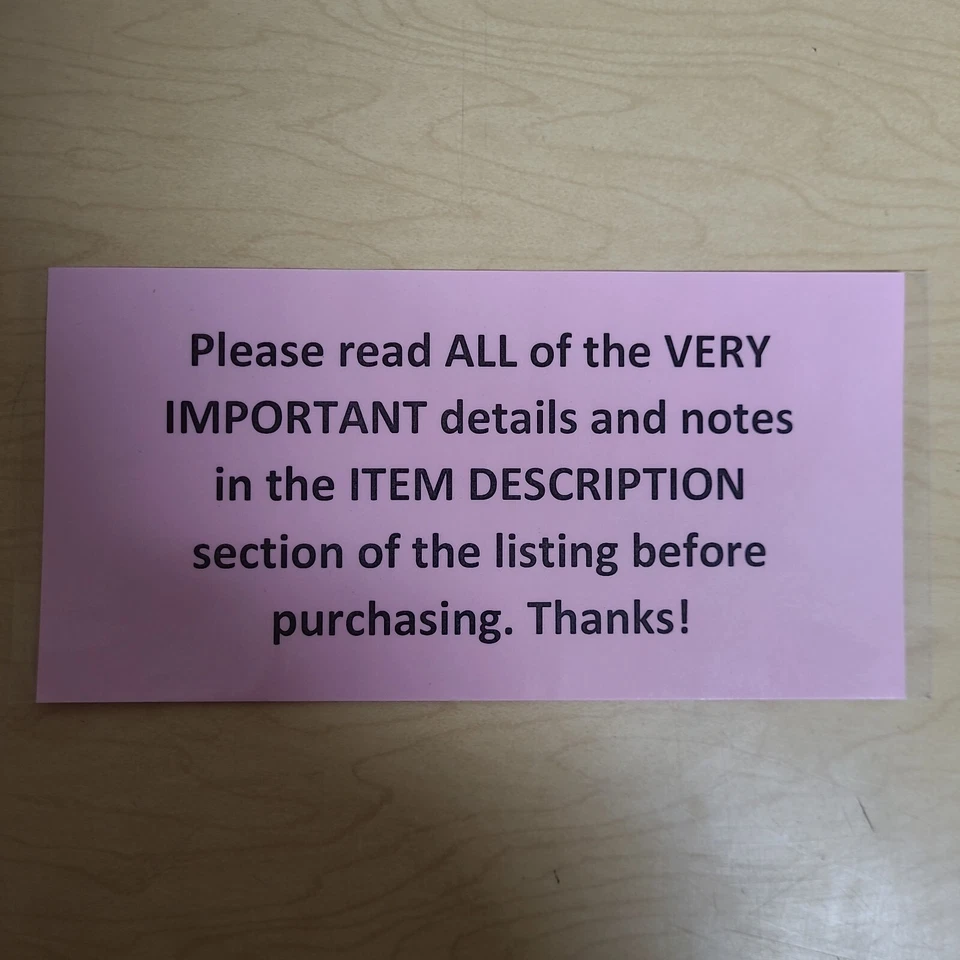 Please read ALL of the VERY
IMPORTANT details and notes
in the ITEM DESCRIPTION
section of the listing before
purchasing. Thanks!